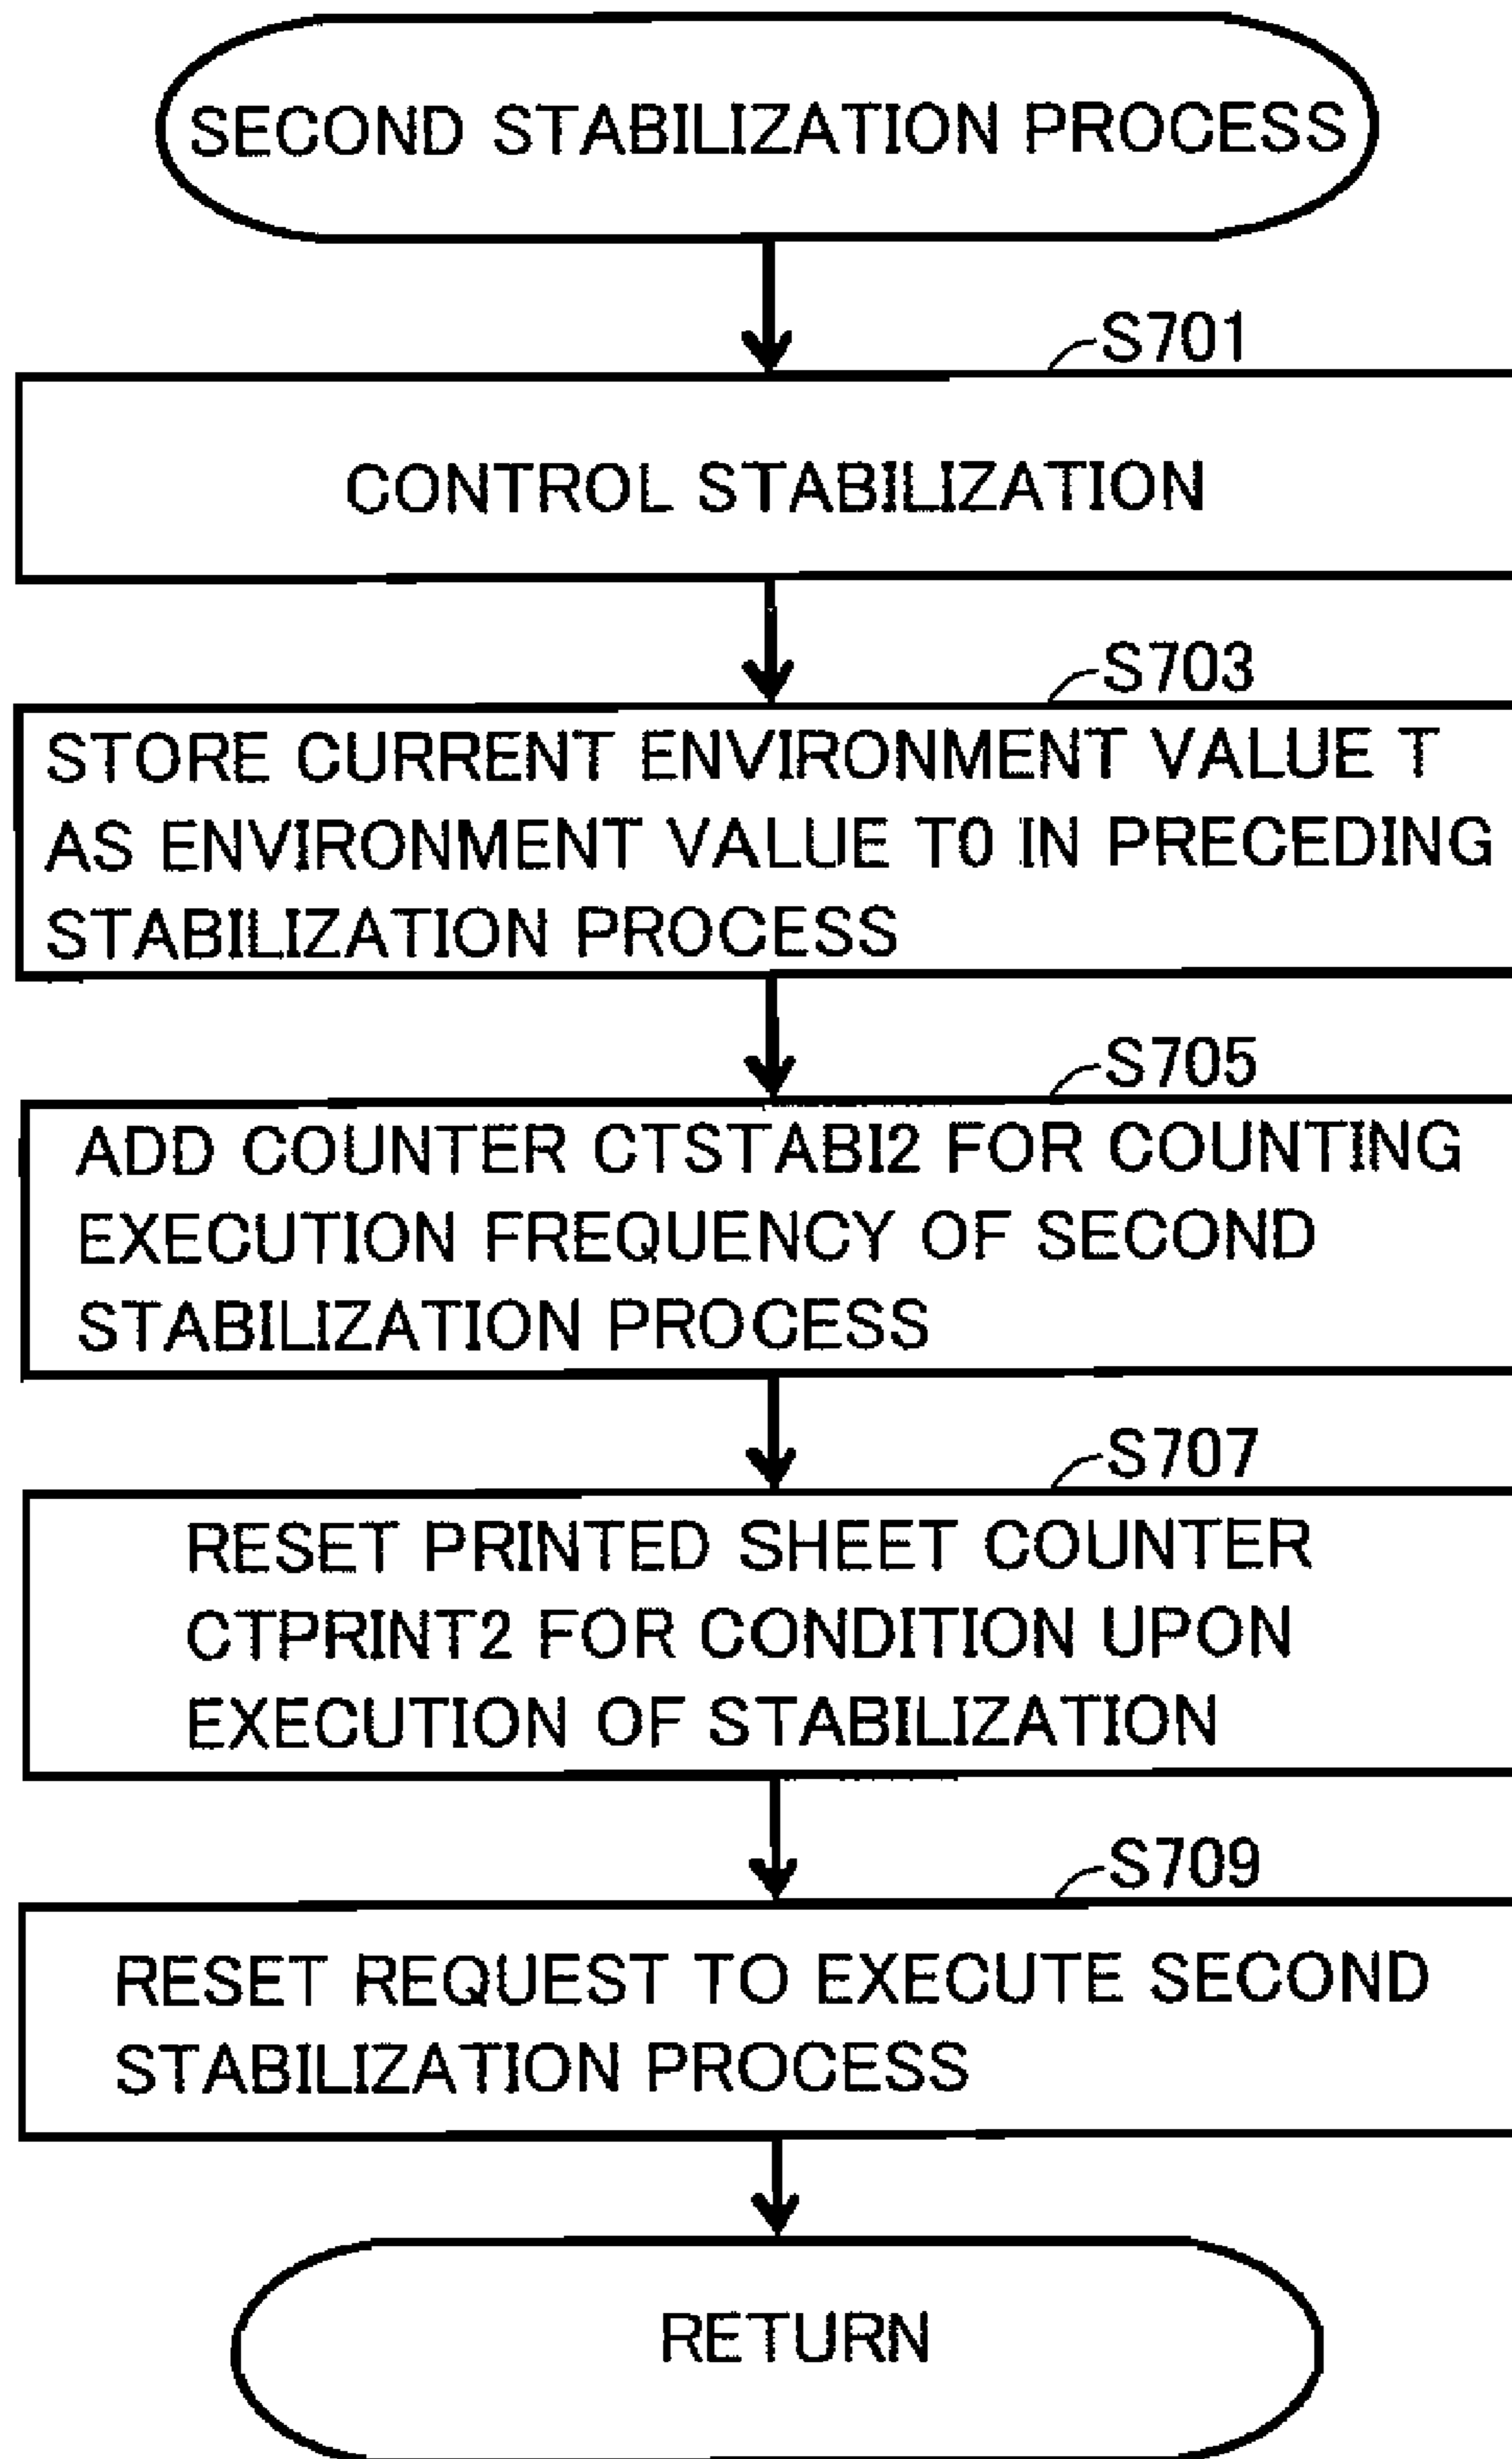 SECOND STABILIZATION PROCESS
S701
CONTROL STABILIZATION
S703
STORE CURRENT ENVIRONMENT VALUE T
AS ENVIRONMENT VALUE T0 IN PRECEDING
STABILIZATION PROCESS
S705
ADD COUNTER CTSTABI2 FOR COUNTING
EXECUTION FREQUENCY OF SECOND
STABILIZATION PROCESS
S707
RESET PRINTED SHEET COUNTER
CTPRINT2 FOR CONDITION UPON
EXECUTION OF STABILIZATION
S709
RESET REQUEST TO EXECUTE SECOND
STABILIZATION PROCESS
RETURN